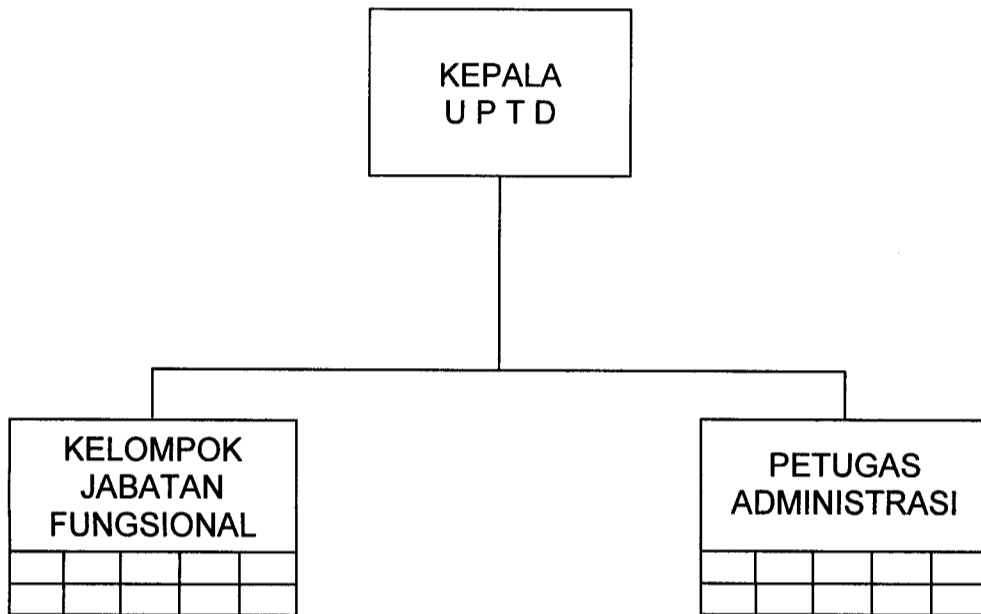 KEPALA
U P T D
KELOMPOK
JABATAN
FUNGSIONAL
PETUGAS
ADMINISTRASI